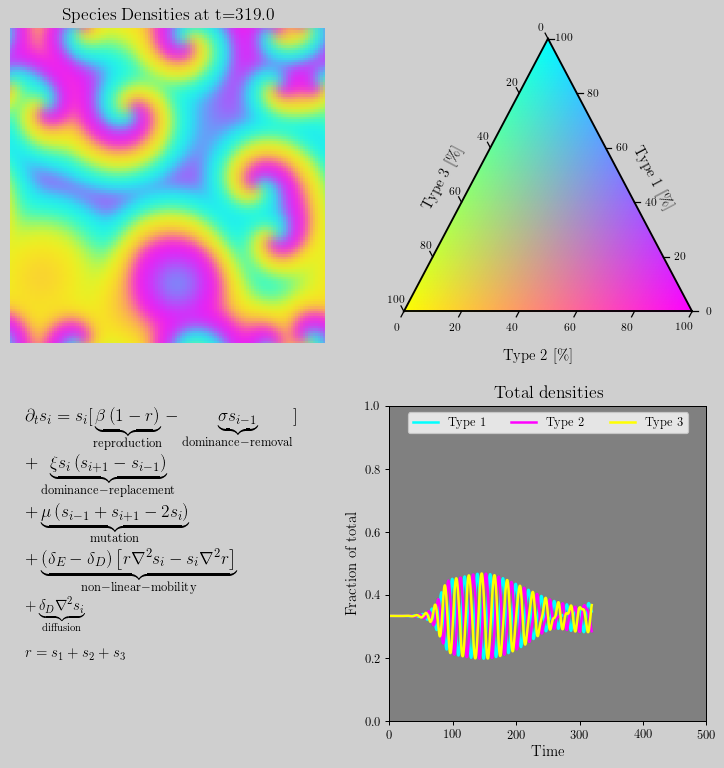 Species Densities at t=319.0
0
100
20
80
40
60
Type 3 [%]
Type 1 [%]
60
40
80
20
100
0
0
20
40
60
80
100
Type 2 [%]
∂ₜsᵢ = sᵢ[ β (1 − r) − σsᵢ₋₁ ]
reproduction dominance−removal
+ ξsᵢ (sᵢ₊₁ − sᵢ₋₁)
dominance−replacement
+ μ (sᵢ₋₁ + sᵢ₊₁ − 2sᵢ)
mutation
+ (δ_E − δ_D) [r∇²sᵢ − sᵢ∇²r]
non−linear−mobility
+ δ_D∇²sᵢ
diffusion
r = s₁ + s₂ + s₃
Total densities
Type 1 Type 2 Type 3
1.0
0.8
0.6
0.4
0.2
0.0
Fraction of total
0 100 200 300 400 500
Time